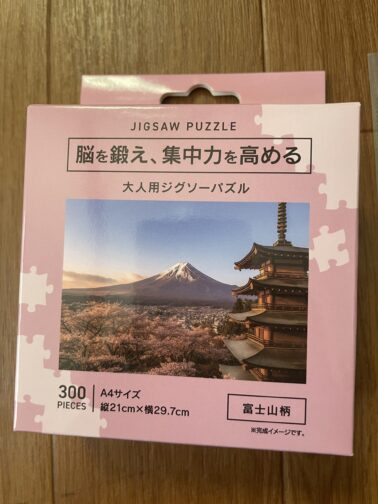 JIGSAW PUZZLE
脳を鍛え、集中力を高める
大人用ジグソーパズル
300
PIECES
A4サイズ
縦21cm×横29.7cm
富士山柄
※完成イメージです。